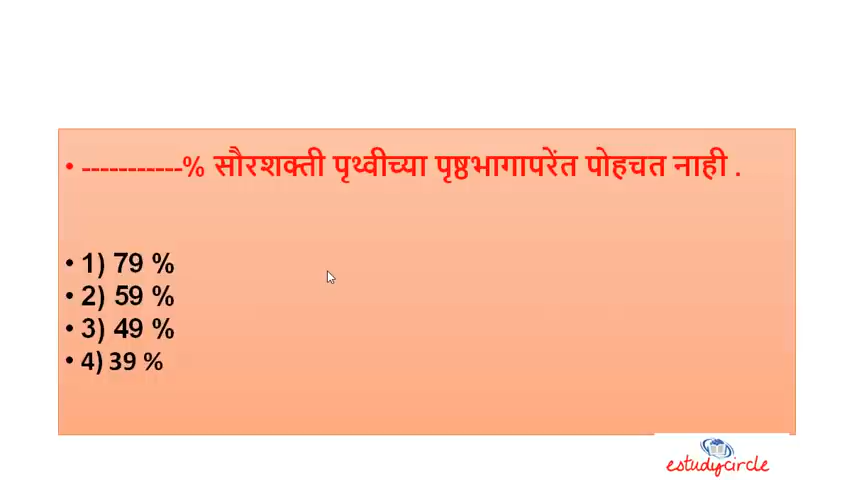 • -----------% सौरशक्ती पृथ्वीच्या पृष्ठभागापरेंत पोहचत नाही .
• 1) 79 %
• 2) 59 %
• 3) 49 %
• 4) 39 %
estudycircle